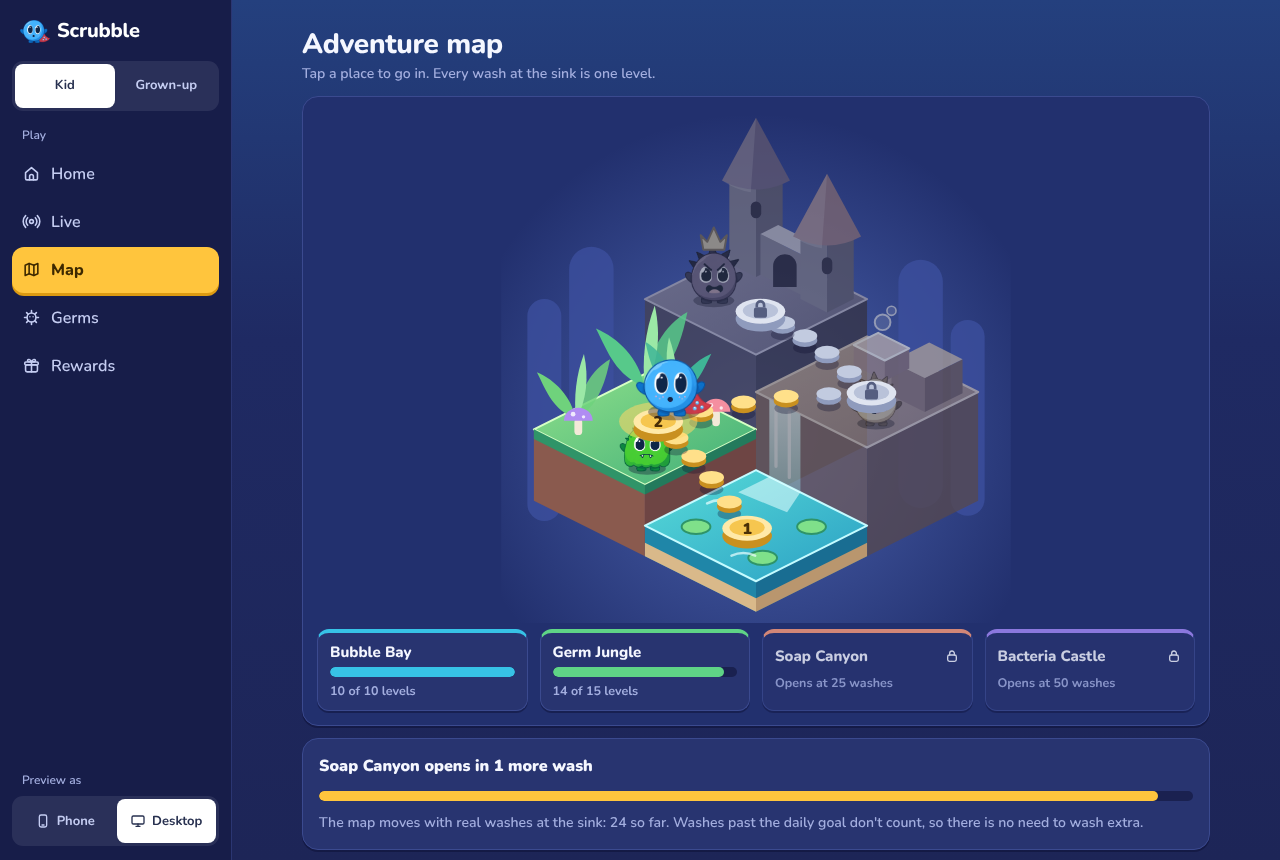 Scrubble
Kid
Grown-up
Play
Home
Live
Map
Germs
Rewards
Preview as
Phone
Desktop
Adventure map
Tap a place to go in. Every wash at the sink is one level.
2
1
Bubble Bay
10 of 10 levels
Germ Jungle
14 of 15 levels
Soap Canyon
Opens at 25 washes
Bacteria Castle
Opens at 50 washes
Soap Canyon opens in 1 more wash
The map moves with real washes at the sink: 24 so far. Washes past the daily goal don't count, so there is no need to wash extra.